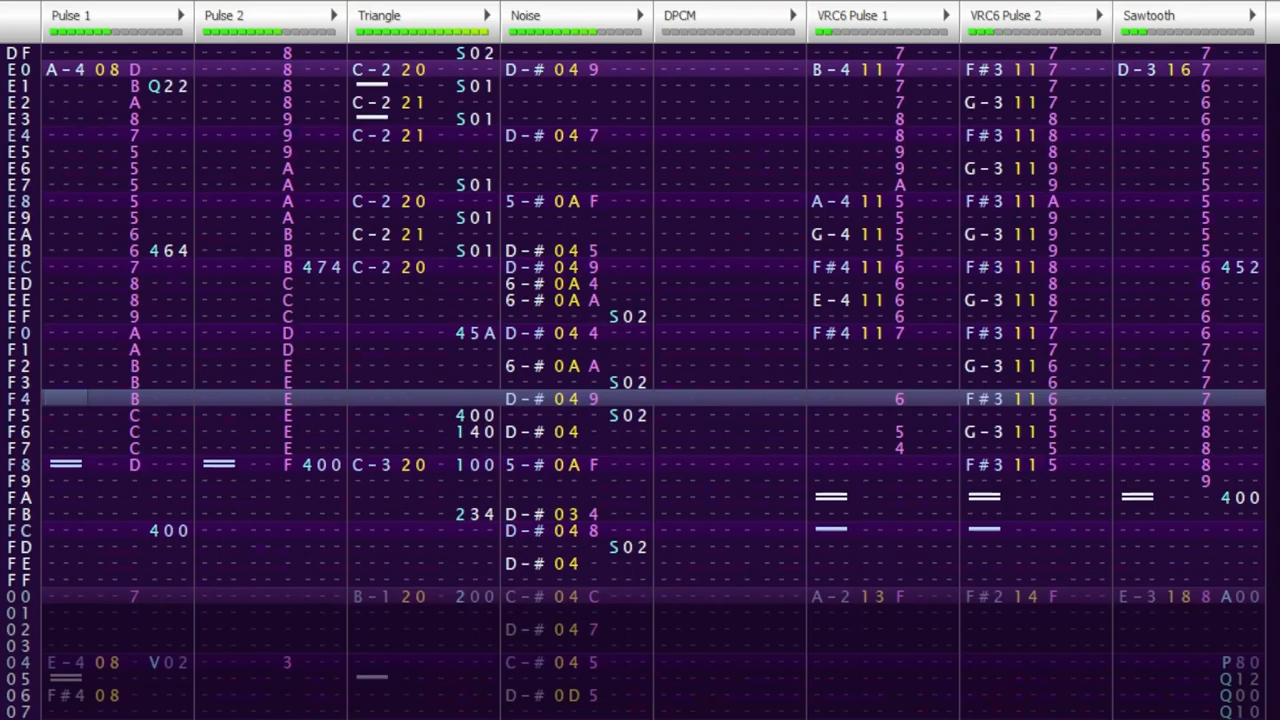 Pulse 1 Pulse 2 Triangle Noise DPCM VRC6 Pulse 1 VRC6 Pulse 2 Sawtooth
DF 8 S02 7 7 7
E0 A-4 08 D 8 C-2 20 D-# 04 9 B-4 11 7 F#3 11 7 D-3 16 7
E1 B Q22 8 S01 7 7 6
E2 A 8 C-2 21 7 G-3 11 7 6
E3 8 9 S01 8 8 6
E4 7 9 C-2 21 D-# 04 7 8 F#3 11 8 6
E5 5 9 9 8 5
E6 5 A 9 G-3 11 9 5
E7 5 A S01 A 9 5
E8 5 A C-2 20 5-# 0A F A-4 11 5 F#3 11 A 5
E9 5 A S01 5 9 5
EA 6 B C-2 21 G-4 11 5 G-3 11 9 5
EB 6 464 B S01 D-# 04 5 5 9 5
EC 7 B 474 C-2 20 D-# 04 9 F#4 11 6 F#3 11 8 6 452
ED 8 C 6-# 0A 4 6 8 6
EE 8 C 6-# 0A A E-4 11 6 G-3 11 8 6
EF 9 C S02 6 7 6
F0 A D 45A D-# 04 4 F#4 11 7 F#3 11 7 6
F1 A D 7 7
F2 B E 6-# 0A A G-3 11 6 7
F3 B E S02 6 7
F4 B E D-# 04 9 6 F#3 11 6 7
F5 C E 400 S02 5 8
F6 C E 140 D-# 04 5 G-3 11 5 8
F7 C E 4 5 8
F8 D F 400 C-3 20 100 5-# 0A F F#3 11 5 8
F9 9
FA 400
FB 234 D-# 03 4
FC 400 D-# 04 8
FD S02
FE D-# 04
FF
00 7 B-1 20 200 C-# 04 C A-2 13 F F#2 14 F E-3 18 8 A00
01
02 D-# 04 7
03
04 E-4 08 V02 3 C-# 04 5 P80
05 Q12
06 F#4 08 D-# 0D 5 Q00
07 Q10